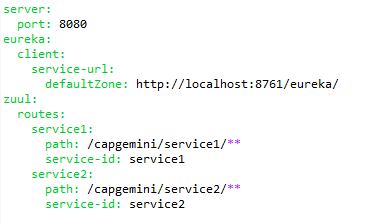 server:
  port: 8080
eureka:
  client:
    service-url:
      defaultZone: http://localhost:8761/eureka/
zuul:
  routes:
    service1:
      path: /capgemini/service1/**
      service-id: service1
    service2:
      path: /capgemini/service2/**
      service-id: service2